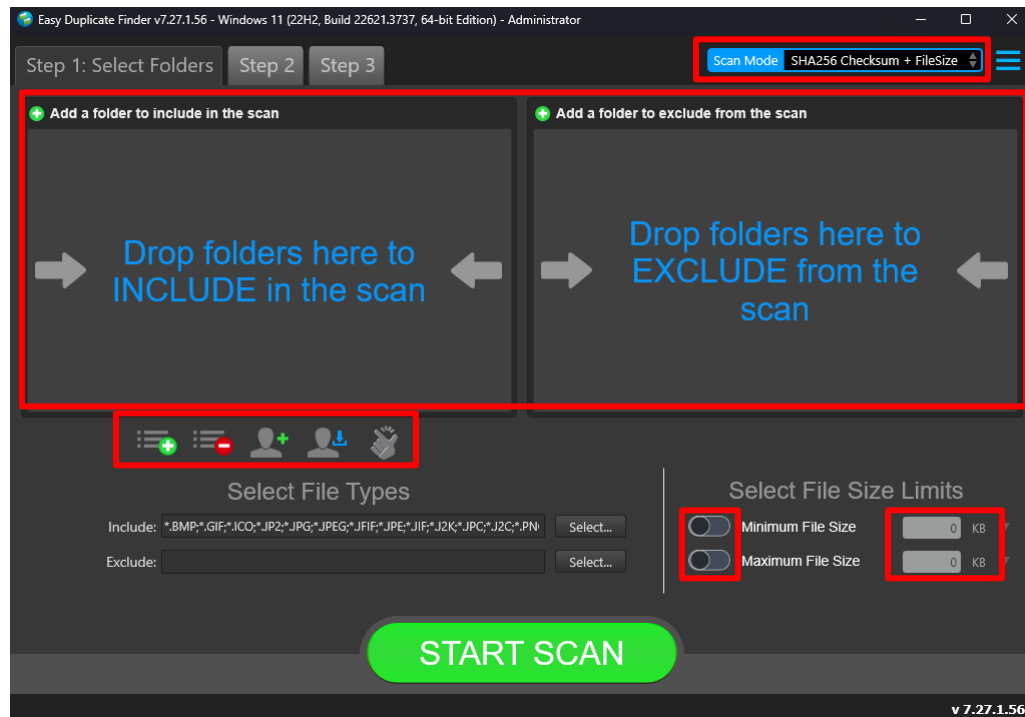 Easy Duplicate Finder v7.27.1.56 - Windows 11 (22H2, Build 22621.3737, 64-bit Edition) - Administrator
Step 1: Select Folders Step 2 Step 3 Scan Mode SHA256 Checksum + FileSize
Add a folder to include in the scan
Drop folders here to
INCLUDE in the scan
Add a folder to exclude from the scan
Drop folders here to
EXCLUDE from the
scan
Select File Types
Include: *.BMP;*.GIF;*.ICO;*.JP2;*.JPG;*.JPEG;*.JFIF;*.JPE;*.JIF;*.J2K;*.JPC;*.J2C;*.PN Select...
Exclude: Select...
Select File Size Limits
Minimum File Size 0 KB
Maximum File Size 0 KB
START SCAN
v 7.27.1.56